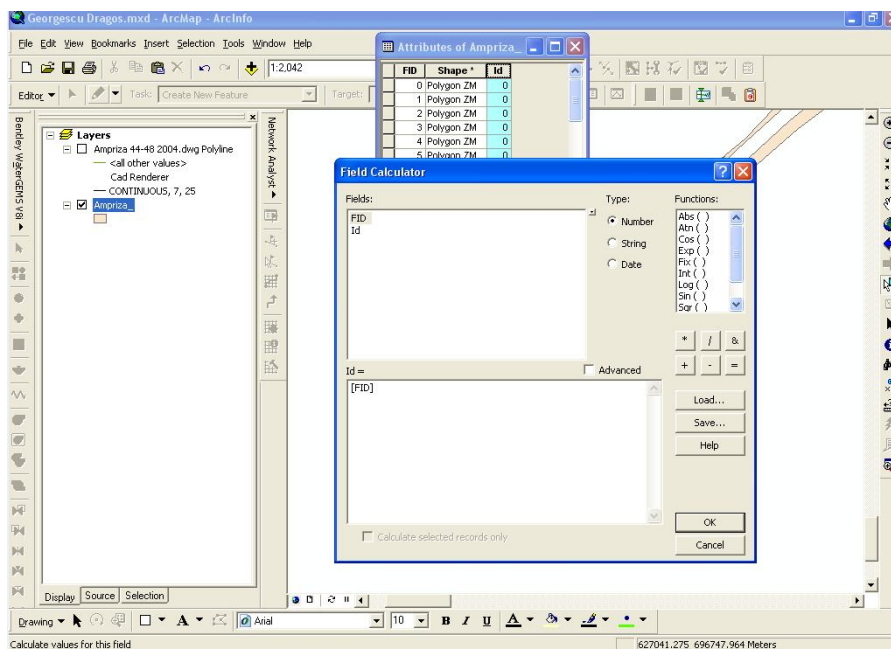 Georgescu Dragos.mxd - ArcMap - ArcInfo
File Edit View Bookmarks Insert Selection Tools Window Help
1:2,042
Editor Task: Create New Feature Target:
Attributes of Ampriza_
FID Shape * Id
0 Polygon ZM 0
1 Polygon ZM 0
2 Polygon ZM 0
3 Polygon ZM 0
4 Polygon ZM 0
5 Polygon ZM 0
Bentley WaterGEMS V8i
Layers
Ampriza 44-48 2004.dwg Polyline
<all other values>
Cad Renderer
CONTINUOUS, 7, 25
Ampriza_
Network Analyst
Field Calculator
Fields:
FID
Id
Type:
Number
String
Date
Functions:
Abs ( )
Atn ( )
Cos ( )
Exp ( )
Fix ( )
Int ( )
Log ( )
Sin ( )
Sqr ( )
* / &
+ - =
Id =
Advanced
[FID]
Load...
Save...
Help
Calculate selected records only
OK
Cancel
Display Source Selection
Drawing A Arial 10 B I U A
Calculate values for this field
627041.275 696747.964 Meters